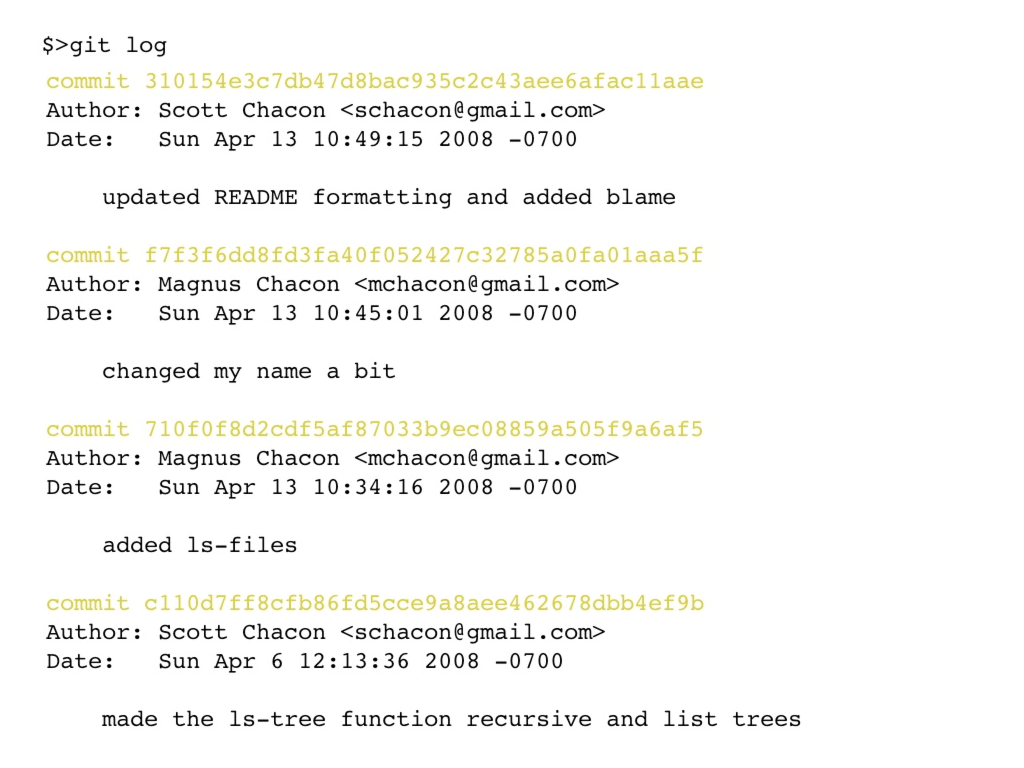 $>git log
commit 310154e3c7db47d8bac935c2c43aee6afac11aae
Author: Scott Chacon <schacon@gmail.com>
Date:   Sun Apr 13 10:49:15 2008 -0700
updated README formatting and added blame
commit f7f3f6dd8fd3fa40f052427c32785a0fa01aaa5f
Author: Magnus Chacon <mchacon@gmail.com>
Date:   Sun Apr 13 10:45:01 2008 -0700
changed my name a bit
commit 710f0f8d2cdf5af87033b9ec08859a505f9a6af5
Author: Magnus Chacon <mchacon@gmail.com>
Date:   Sun Apr 13 10:34:16 2008 -0700
added ls-files
commit c110d7ff8cfb86fd5cce9a8aee462678dbb4ef9b
Author: Scott Chacon <schacon@gmail.com>
Date:   Sun Apr 6 12:13:36 2008 -0700
made the ls-tree function recursive and list trees